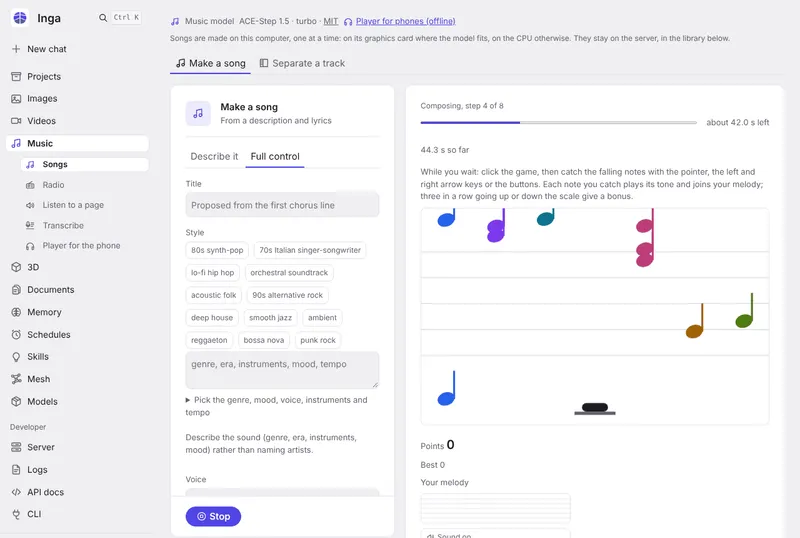 Inga
Ctrl K
New chat
Projects
Images
Videos
Music
Songs
Radio
Listen to a page
Transcribe
Player for the phone
3D
Documents
Memory
Schedules
Skills
Mesh
Models
Developer
Server
Logs
API docs
CLI
Music model ACE-Step 1.5 · turbo · MIT Player for phones (offline)
Songs are made on this computer, one at a time: on its graphics card where the model fits, on the CPU otherwise. They stay on the server, in the library below.
Make a song Separate a track
Make a song
From a description and lyrics
Describe it Full control
Title
Proposed from the first chorus line
Style
80s synth-pop 70s Italian singer-songwriter
lo-fi hip hop orchestral soundtrack
acoustic folk 90s alternative rock
deep house smooth jazz ambient
reggaeton bossa nova punk rock
genre, era, instruments, mood, tempo
Pick the genre, mood, voice, instruments and
tempo
Describe the sound (genre, era, instruments,
mood) rather than naming artists.
Voice
Stop
Composing, step 4 of 8
about 42.0 s left
44.3 s so far
While you wait: click the game, then catch the falling notes with the pointer, the left and
right arrow keys or the buttons. Each note you catch plays its tone and joins your melody;
three in a row going up or down the scale give a bonus.
Points 0
Best 0
Your melody
Sound on